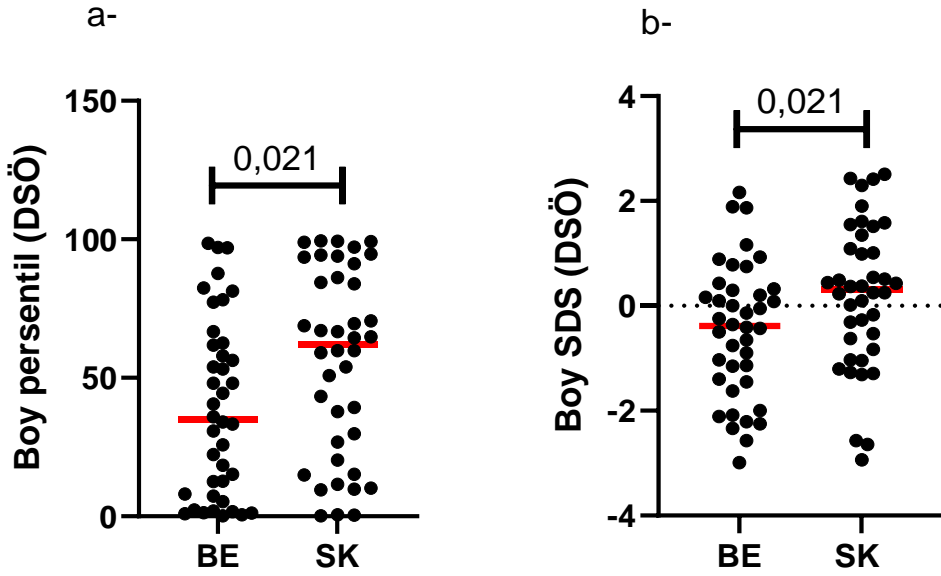 a-
Boy persentil (DSÖ)
150
100
50
0
0,021
BE
SK
b-
Boy SDS (DSÖ)
4
2
0
-2
-4
0,021
BE
SK